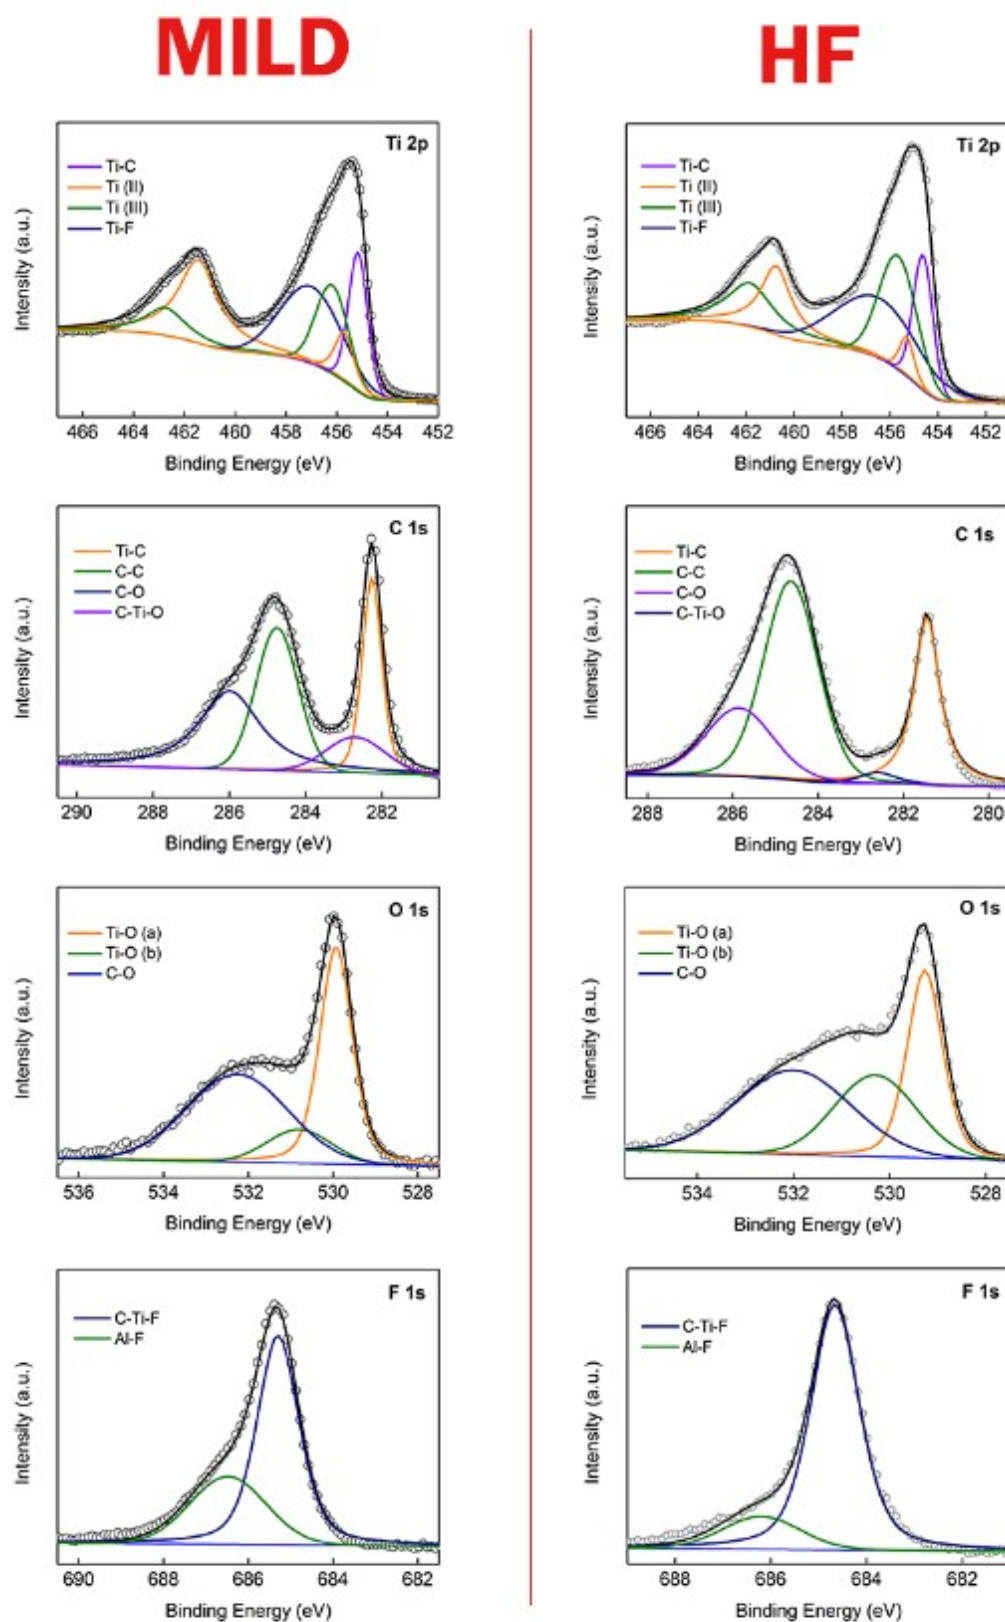 MILD
HF
Ti 2p
Ti-C
Ti (II)
Ti (III)
Ti-F
Intensity (a.u.)
466 464 462 460 458 456 454 452
Binding Energy (eV)
Ti 2p
Ti-C
Ti (II)
Ti (III)
Ti-F
Intensity (a.u.)
466 464 462 460 458 456 454 452
Binding Energy (eV)
C 1s
Ti-C
C-C
C-O
C-Ti-O
Intensity (a.u.)
290 288 286 284 282
Binding Energy (eV)
C 1s
Ti-C
C-C
C-O
C-Ti-O
Intensity (a.u.)
288 286 284 282 280
Binding Energy (eV)
O 1s
Ti-O (a)
Ti-O (b)
C-O
Intensity (a.u.)
536 534 532 530 528
Binding Energy (eV)
O 1s
Ti-O (a)
Ti-O (b)
C-O
Intensity (a.u.)
534 532 530 528
Binding Energy (eV)
F 1s
C-Ti-F
Al-F
Intensity (a.u.)
690 688 686 684 682
Binding Energy (eV)
F 1s
C-Ti-F
Al-F
Intensity (a.u.)
688 686 684 682
Binding Energy (eV)